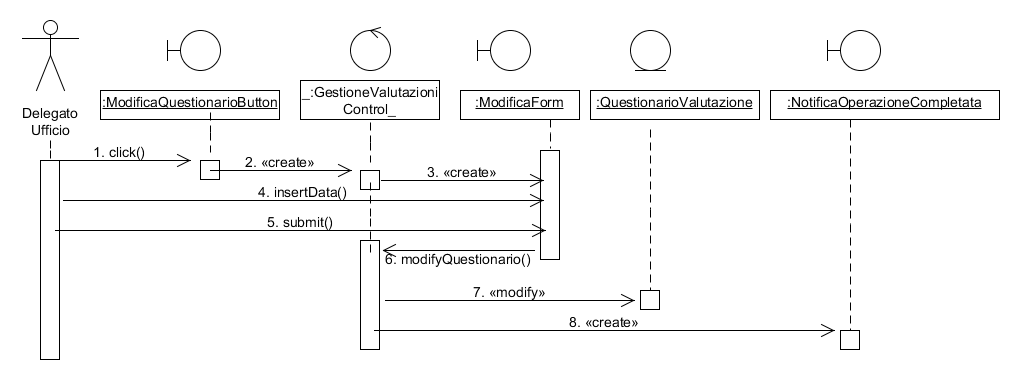 Delegato
Ufficio
:ModificaQuestionarioButton
_:GestioneValutazioni
Control_
:ModificaForm
:QuestionarioValutazione
:NotificaOperazioneCompletata
1. click()
2. «create»
3. «create»
4. insertData()
5. submit()
6. modifyQuestionario()
7. «modify»
8. «create»